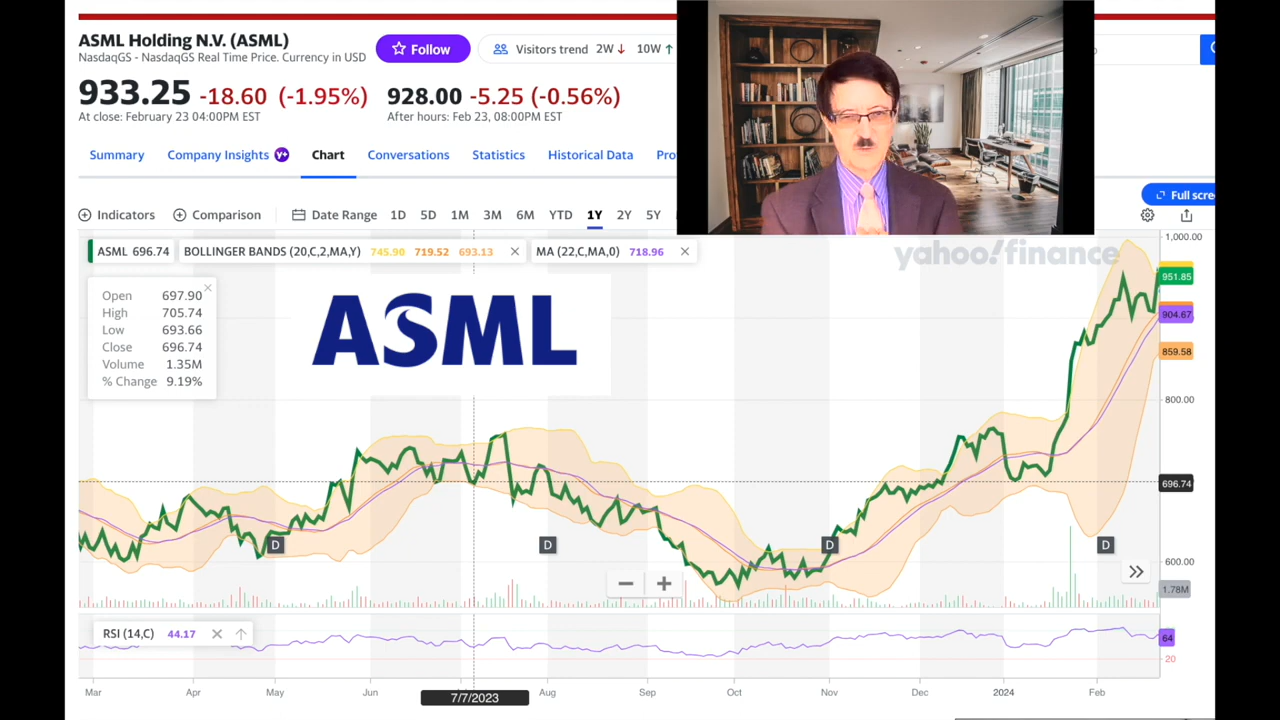 ASML Holding N.V. (ASML)
NasdaqGS - NasdaqGS Real Time Price. Currency in USD
Follow
Visitors trend 2W 10W
933.25 -18.60 (-1.95%) 928.00 -5.25 (-0.56%)
At close: February 23 04:00PM EST After hours: Feb 23, 08:00PM EST
Summary Company Insights Y+ Chart Conversations Statistics Historical Data Pro
Full scre
Indicators Comparison Date Range 1D 5D 1M 3M 6M YTD 1Y 2Y 5Y
yahoo!finance
ASML 696.74 BOLLINGER BANDS (20,C,2,MA,Y) 745.90 719.52 693.13 MA (22,C,MA,0) 718.96
Open 697.90
High 705.74
Low 693.66
Close 696.74
Volume 1.35M
% Change 9.19%
ASML
1,000.00
951.85
904.67
859.58
800.00
696.74
600.00
1.78M
D D D D
RSI (14,C) 44.17
64
20
Mar Apr May Jun 7/7/2023 Aug Sep Oct Nov Dec 2024 Feb